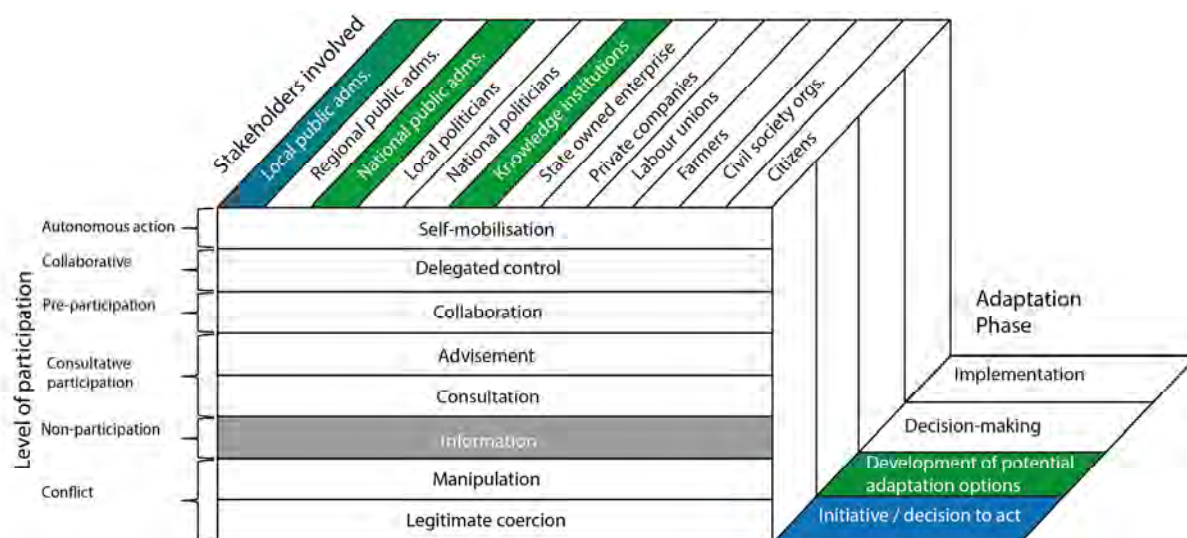 Stakeholders involved
Local public adms.
Regional public adms.
National public adms.
Local politicians
National politicians
Knowledge institutions
State owned enterprise
Private companies
Labour unions
Farmers
Civil society orgs.
Citizens
Level of participation
Autonomous action
Self-mobilisation
Collaborative
Delegated control
Pre-participation
Collaboration
Consultative
participation
Advisement
Consultation
Non-participation
Information
Conflict
Manipulation
Legitimate coercion
Adaptation
Phase
Implementation
Decision-making
Development of potential
adaptation options
Initiative / decision to act